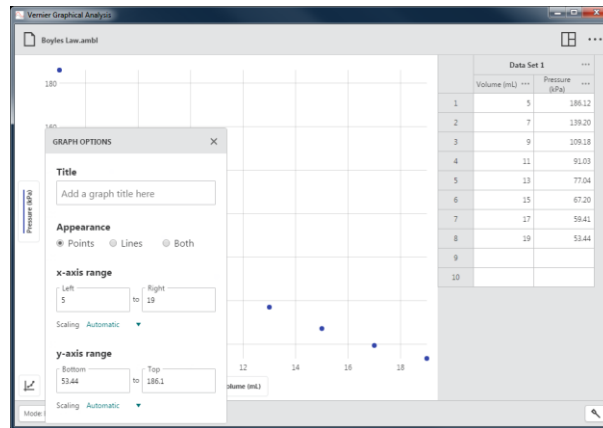 Vernier Graphical Analysis
Boyles Law.ambl
Data Set 1
Volume (mL) Pressure (kPa)
1 5 186.12
2 7 139.20
3 9 109.18
4 11 91.03
5 13 77.04
6 15 67.20
7 17 59.41
8 19 53.44
9
10
180
160
Pressure (kPa)
12 14 16 18
olume (mL)
GRAPH OPTIONS
Title
Add a graph title here
Appearance
Points Lines Both
x-axis range
Left Right
5 to 19
Scaling Automatic
y-axis range
Bottom Top
53.44 to 186.1
Scaling Automatic
Mode: